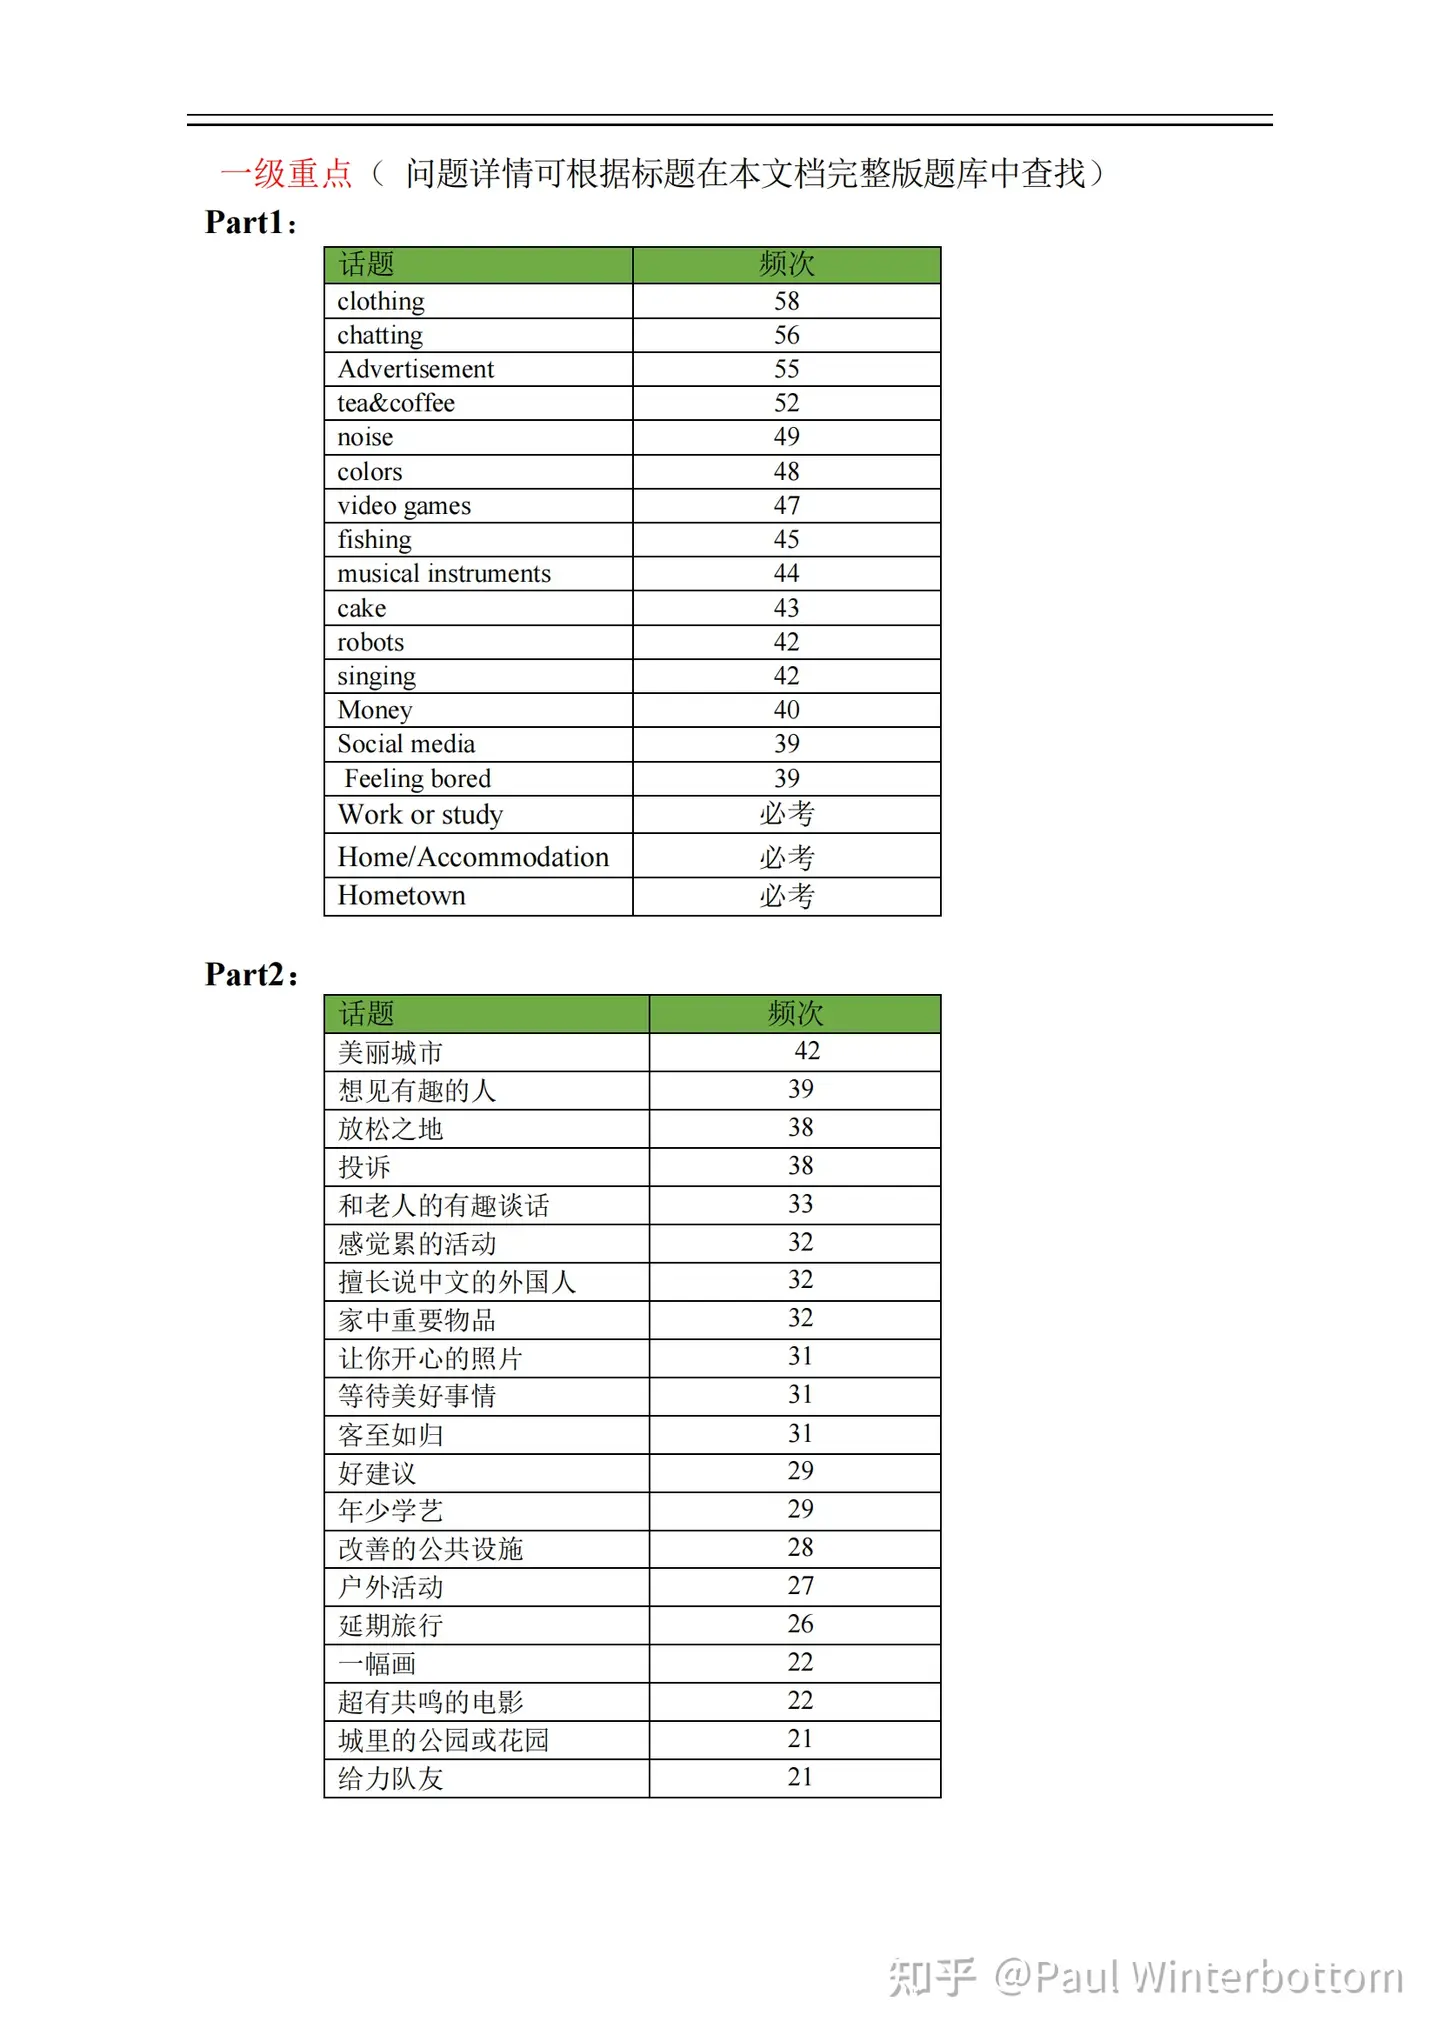 一级重点（ 问题详情可根据标题在本文档完整版题库中查找）
Part1：
话题 频次
clothing 58
chatting 56
Advertisement 55
tea&coffee 52
noise 49
colors 48
video games 47
fishing 45
musical instruments 44
cake 43
robots 42
singing 42
Money 40
Social media 39
Feeling bored 39
Work or study 必考
Home/Accommodation 必考
Hometown 必考
Part2：
话题 频次
美丽城市 42
想见有趣的人 39
放松之地 38
投诉 38
和老人的有趣谈话 33
感觉累的活动 32
擅长说中文的外国人 32
家中重要物品 32
让你开心的照片 31
等待美好事情 31
客至如归 31
好建议 29
年少学艺 29
改善的公共设施 28
户外活动 27
延期旅行 26
一幅画 22
超有共鸣的电影 22
城里的公园或花园 21
给力队友 21
知乎 @Paul Winterbottom